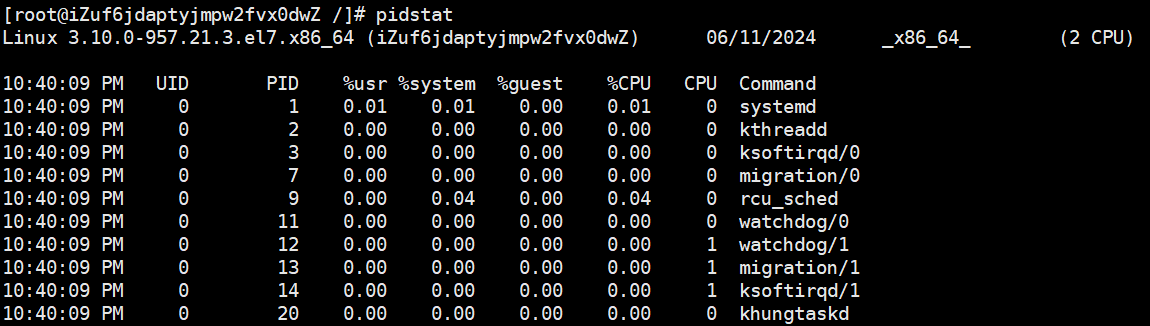 [root@iZuf6jdaptyjmpw2fvx0dwZ /]# pidstat
Linux 3.10.0-957.21.3.el7.x86_64 (iZuf6jdaptyjmpw2fvx0dwZ)      06/11/2024      _x86_64_        (2 CPU)

10:40:09 PM   UID       PID    %usr %system  %guest    %CPU   CPU  Command
10:40:09 PM     0         1    0.01    0.01    0.00    0.01     0  systemd
10:40:09 PM     0         2    0.00    0.00    0.00    0.00     0  kthreadd
10:40:09 PM     0         3    0.00    0.00    0.00    0.00     0  ksoftirqd/0
10:40:09 PM     0         7    0.00    0.00    0.00    0.00     0  migration/0
10:40:09 PM     0         9    0.00    0.04    0.00    0.04     0  rcu_sched
10:40:09 PM     0        11    0.00    0.00    0.00    0.00     0  watchdog/0
10:40:09 PM     0        12    0.00    0.00    0.00    0.00     1  watchdog/1
10:40:09 PM     0        13    0.00    0.00    0.00    0.00     1  migration/1
10:40:09 PM     0        14    0.00    0.00    0.00    0.00     1  ksoftirqd/1
10:40:09 PM     0        20    0.00    0.00    0.00    0.00     0  khungtaskd